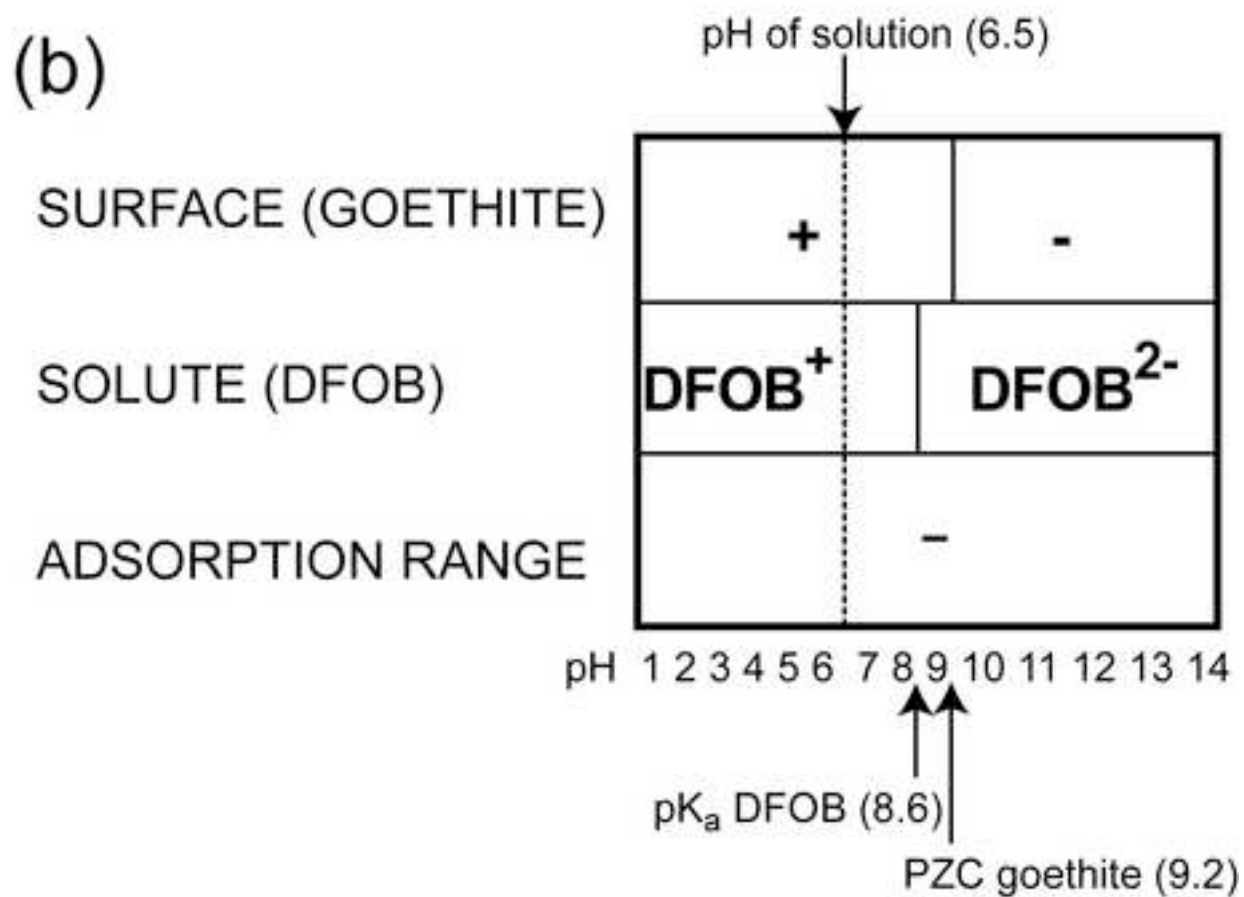 (b)
pH of solution (6.5)
SURFACE (GOETHITE)
+
-
SOLUTE (DFOB)
DFOB+
DFOB2-
ADSORPTION RANGE
–
pH 1 2 3 4 5 6 7 8 9 10 11 12 13 14
pKa DFOB (8.6)
PZC goethite (9.2)